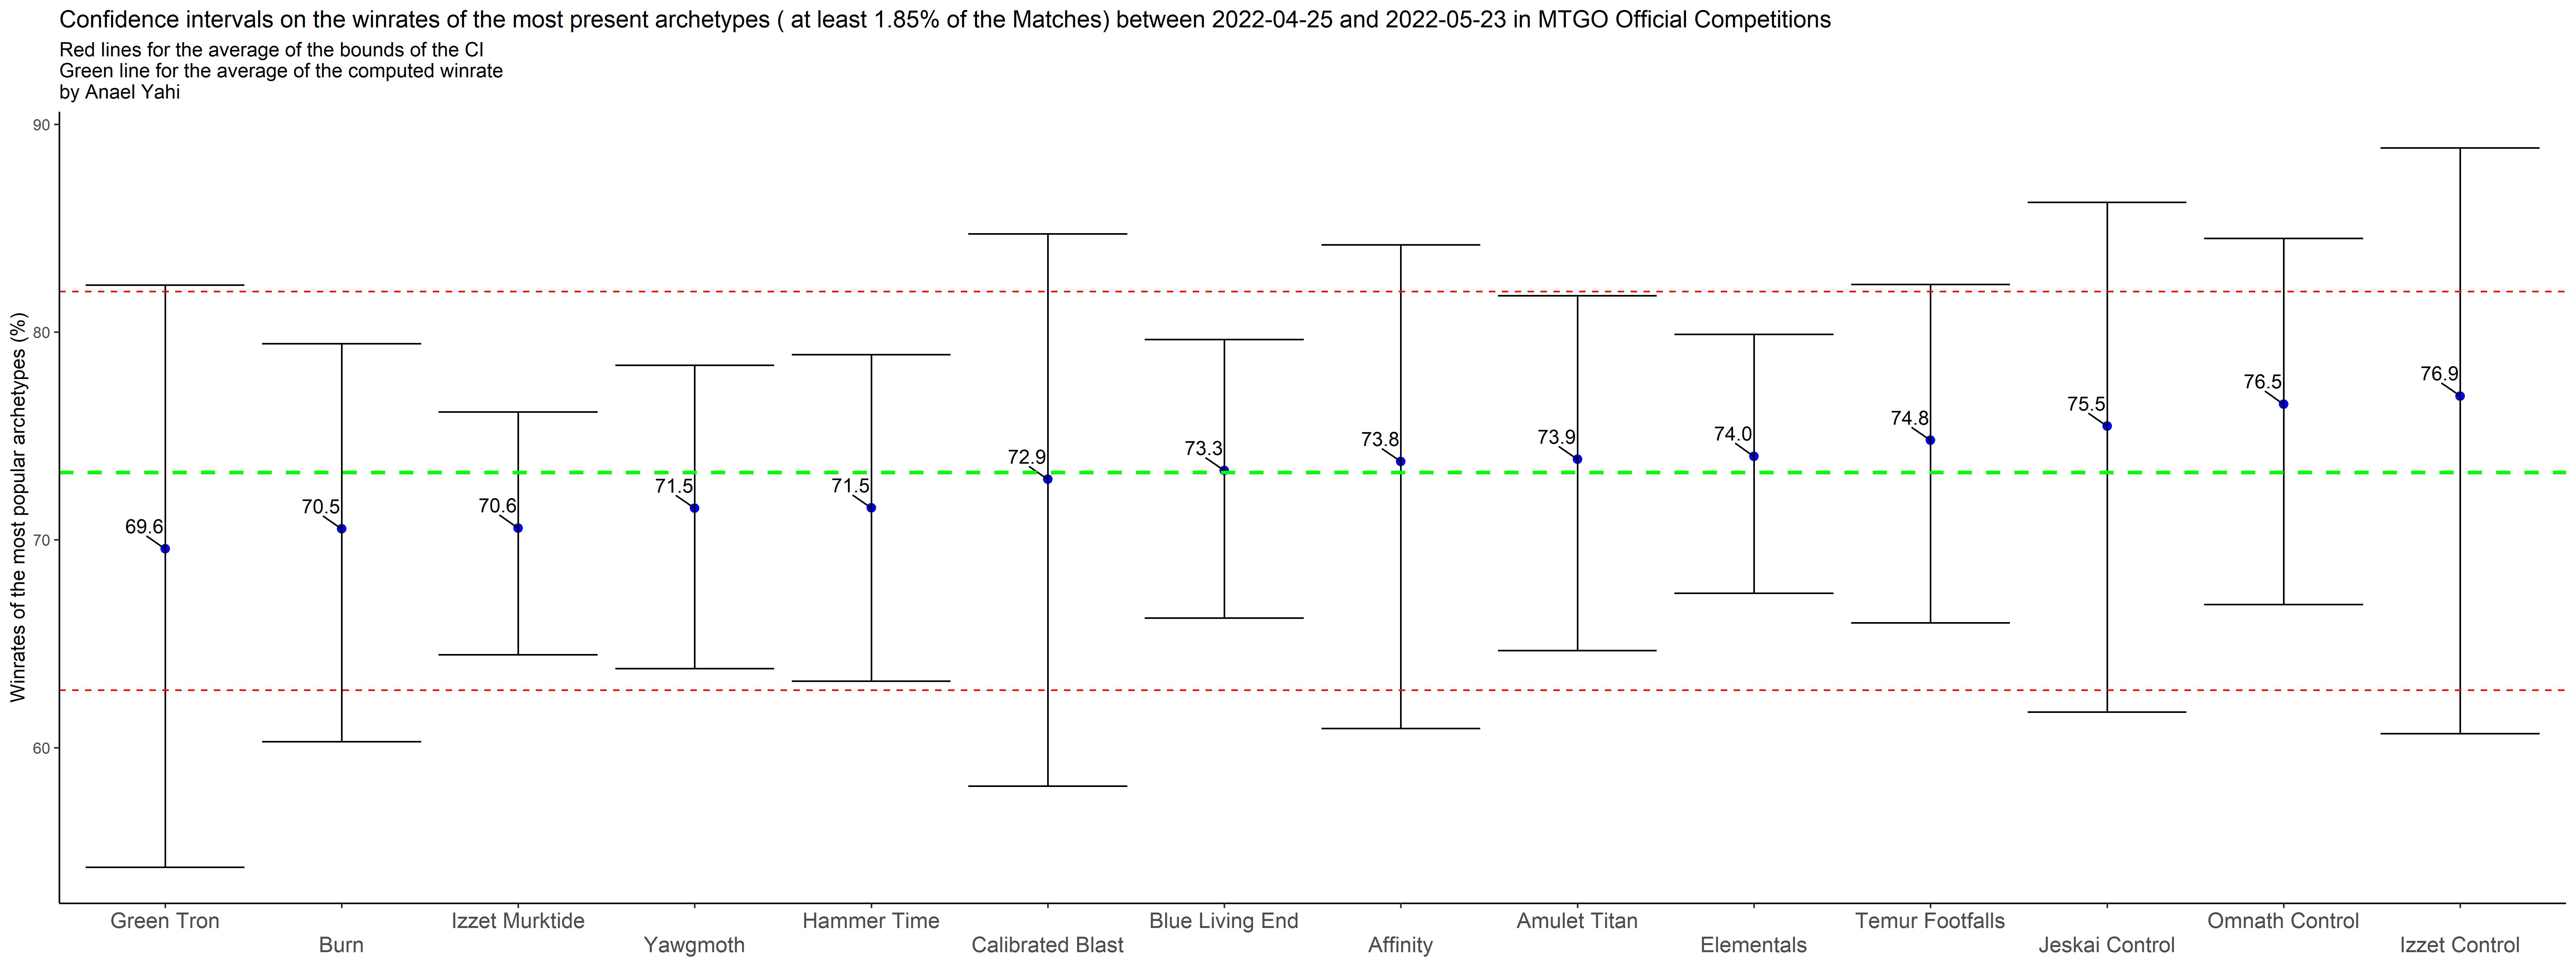 Confidence intervals on the winrates of the most present archetypes ( at least 1.85% of the Matches) between 2022-04-25 and 2022-05-23 in MTGO Official Competitions
Red lines for the average of the bounds of the CI
Green line for the average of the computed winrate
by Anael Yahi
Winrates of the most popular archetypes (%)
90
80
70
60
69.6
70.5
70.6
71.5
71.5
72.9
73.3
73.8
73.9
74.0
74.8
75.5
76.5
76.9
Green Tron
Burn
Izzet Murktide
Yawgmoth
Hammer Time
Calibrated Blast
Blue Living End
Affinity
Amulet Titan
Elementals
Temur Footfalls
Jeskai Control
Omnath Control
Izzet Control